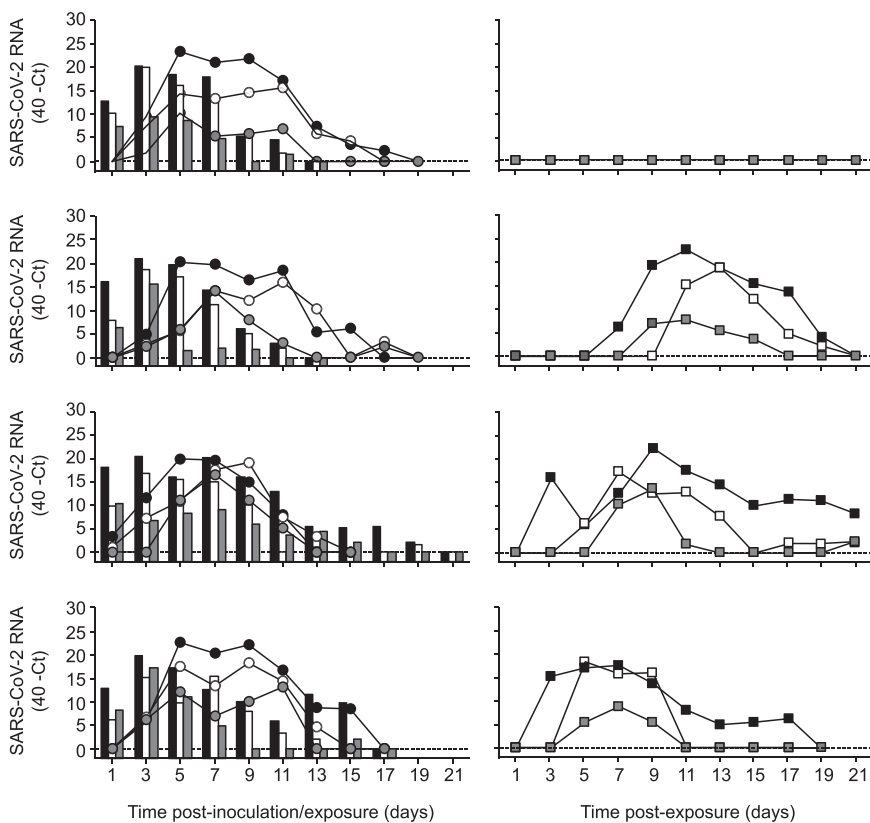 SARS-CoV-2 RNA
(40 -Ct)
30
25
20
15
10
5
0
SARS-CoV-2 RNA
(40 -Ct)
30
25
20
15
10
5
0
SARS-CoV-2 RNA
(40 -Ct)
30
25
20
15
10
5
0
SARS-CoV-2 RNA
(40 -Ct)
30
25
20
15
10
5
0
1 3 5 7 9 11 13 15 17 19 21
Time post-inoculation/exposure (days)
1 3 5 7 9 11 13 15 17 19 21
Time post-exposure (days)